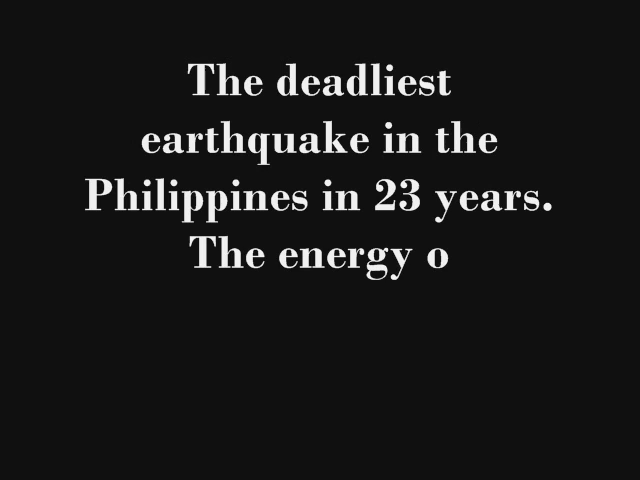 The deadliest
earthquake in the
Philippines in 23 years.
The energy o